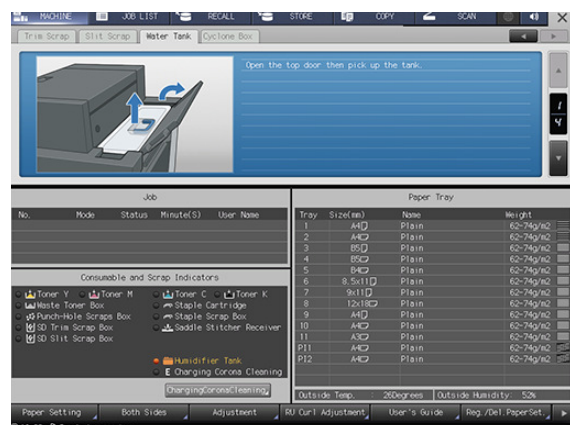 MACHINE JOB LIST RECALL STORE COPY SCAN
Trim Scrap Slit Scrap Water Tank Cyclone Box
Open the top door then pick up the tank.
1
4
Job
No. Mode Status Minute(S) User Name
Paper Tray
Tray Size(mm) Name Weight
1 A4 Plain 62-74g/m2
2 A4 Plain 62-74g/m2
3 B5 Plain 62-74g/m2
4 B5 Plain 62-74g/m2
5 B4 Plain 62-74g/m2
6 8.5x11 Plain 62-74g/m2
7 9x11 Plain 62-74g/m2
8 12x18 Plain 62-74g/m2
9 A4 Plain 62-74g/m2
10 A4 Plain 62-74g/m2
11 A3 Plain 62-74g/m2
PI1 A4 Plain 62-74g/m2
PI2 A4 Plain 62-74g/m2
Consumable and Scrap Indicators
Toner Y Toner M Toner C Toner K
Waste Toner Box Staple Cartridge
Punch-Hole Scraps Box Staple Scrap Box
SD Trim Scrap Box Saddle Stitcher Receiver
SD Slit Scrap Box
Humidifier Tank
E Charging Corona Cleaning
ChargingCoronaCleaning
Outside Temp. : 26Degrees Outside Humidity: 52%
Paper Setting Both Sides Adjustment RU Curl Adjustment User's Guide Reg./Del.PaperSet.